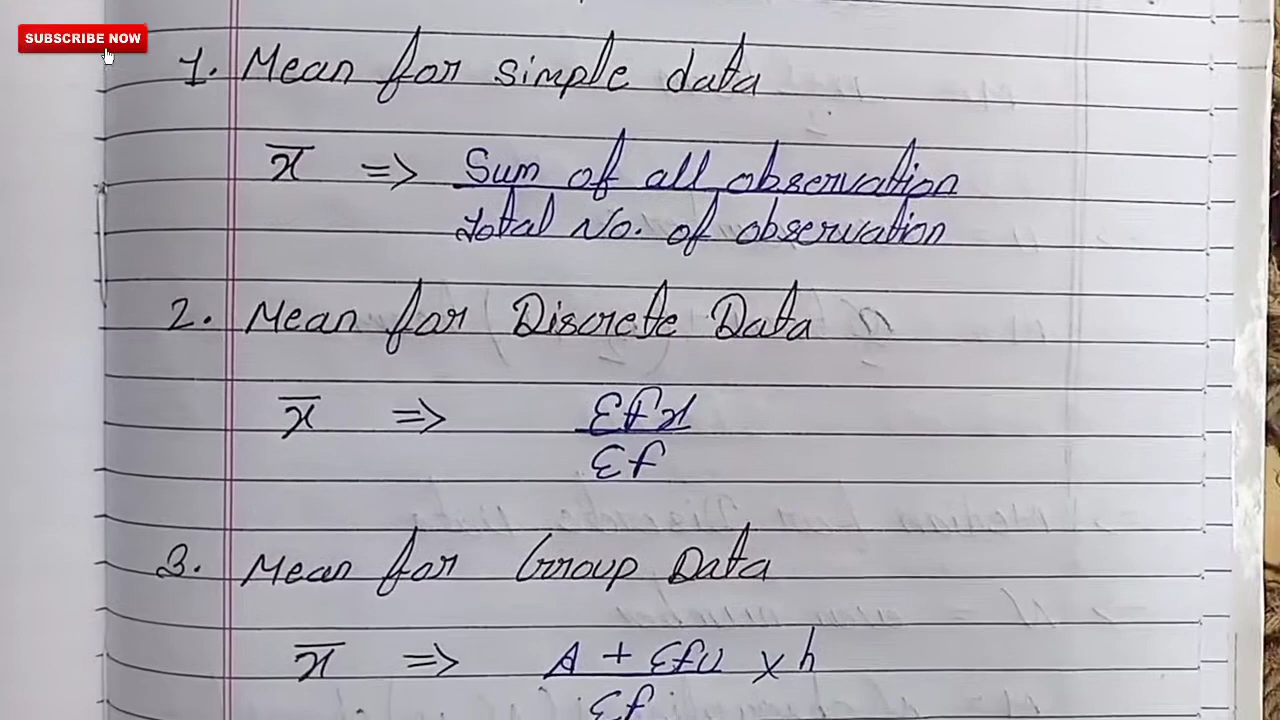 SUBSCRIBE NOW
1. Mean for simple data
x̄ => Sum of all observation
total No. of observation
2. Mean for Discrete Data
x̄ => Σfx
Σf
3. Mean for Group Data
x̄ => A + Σfu × h
Σf